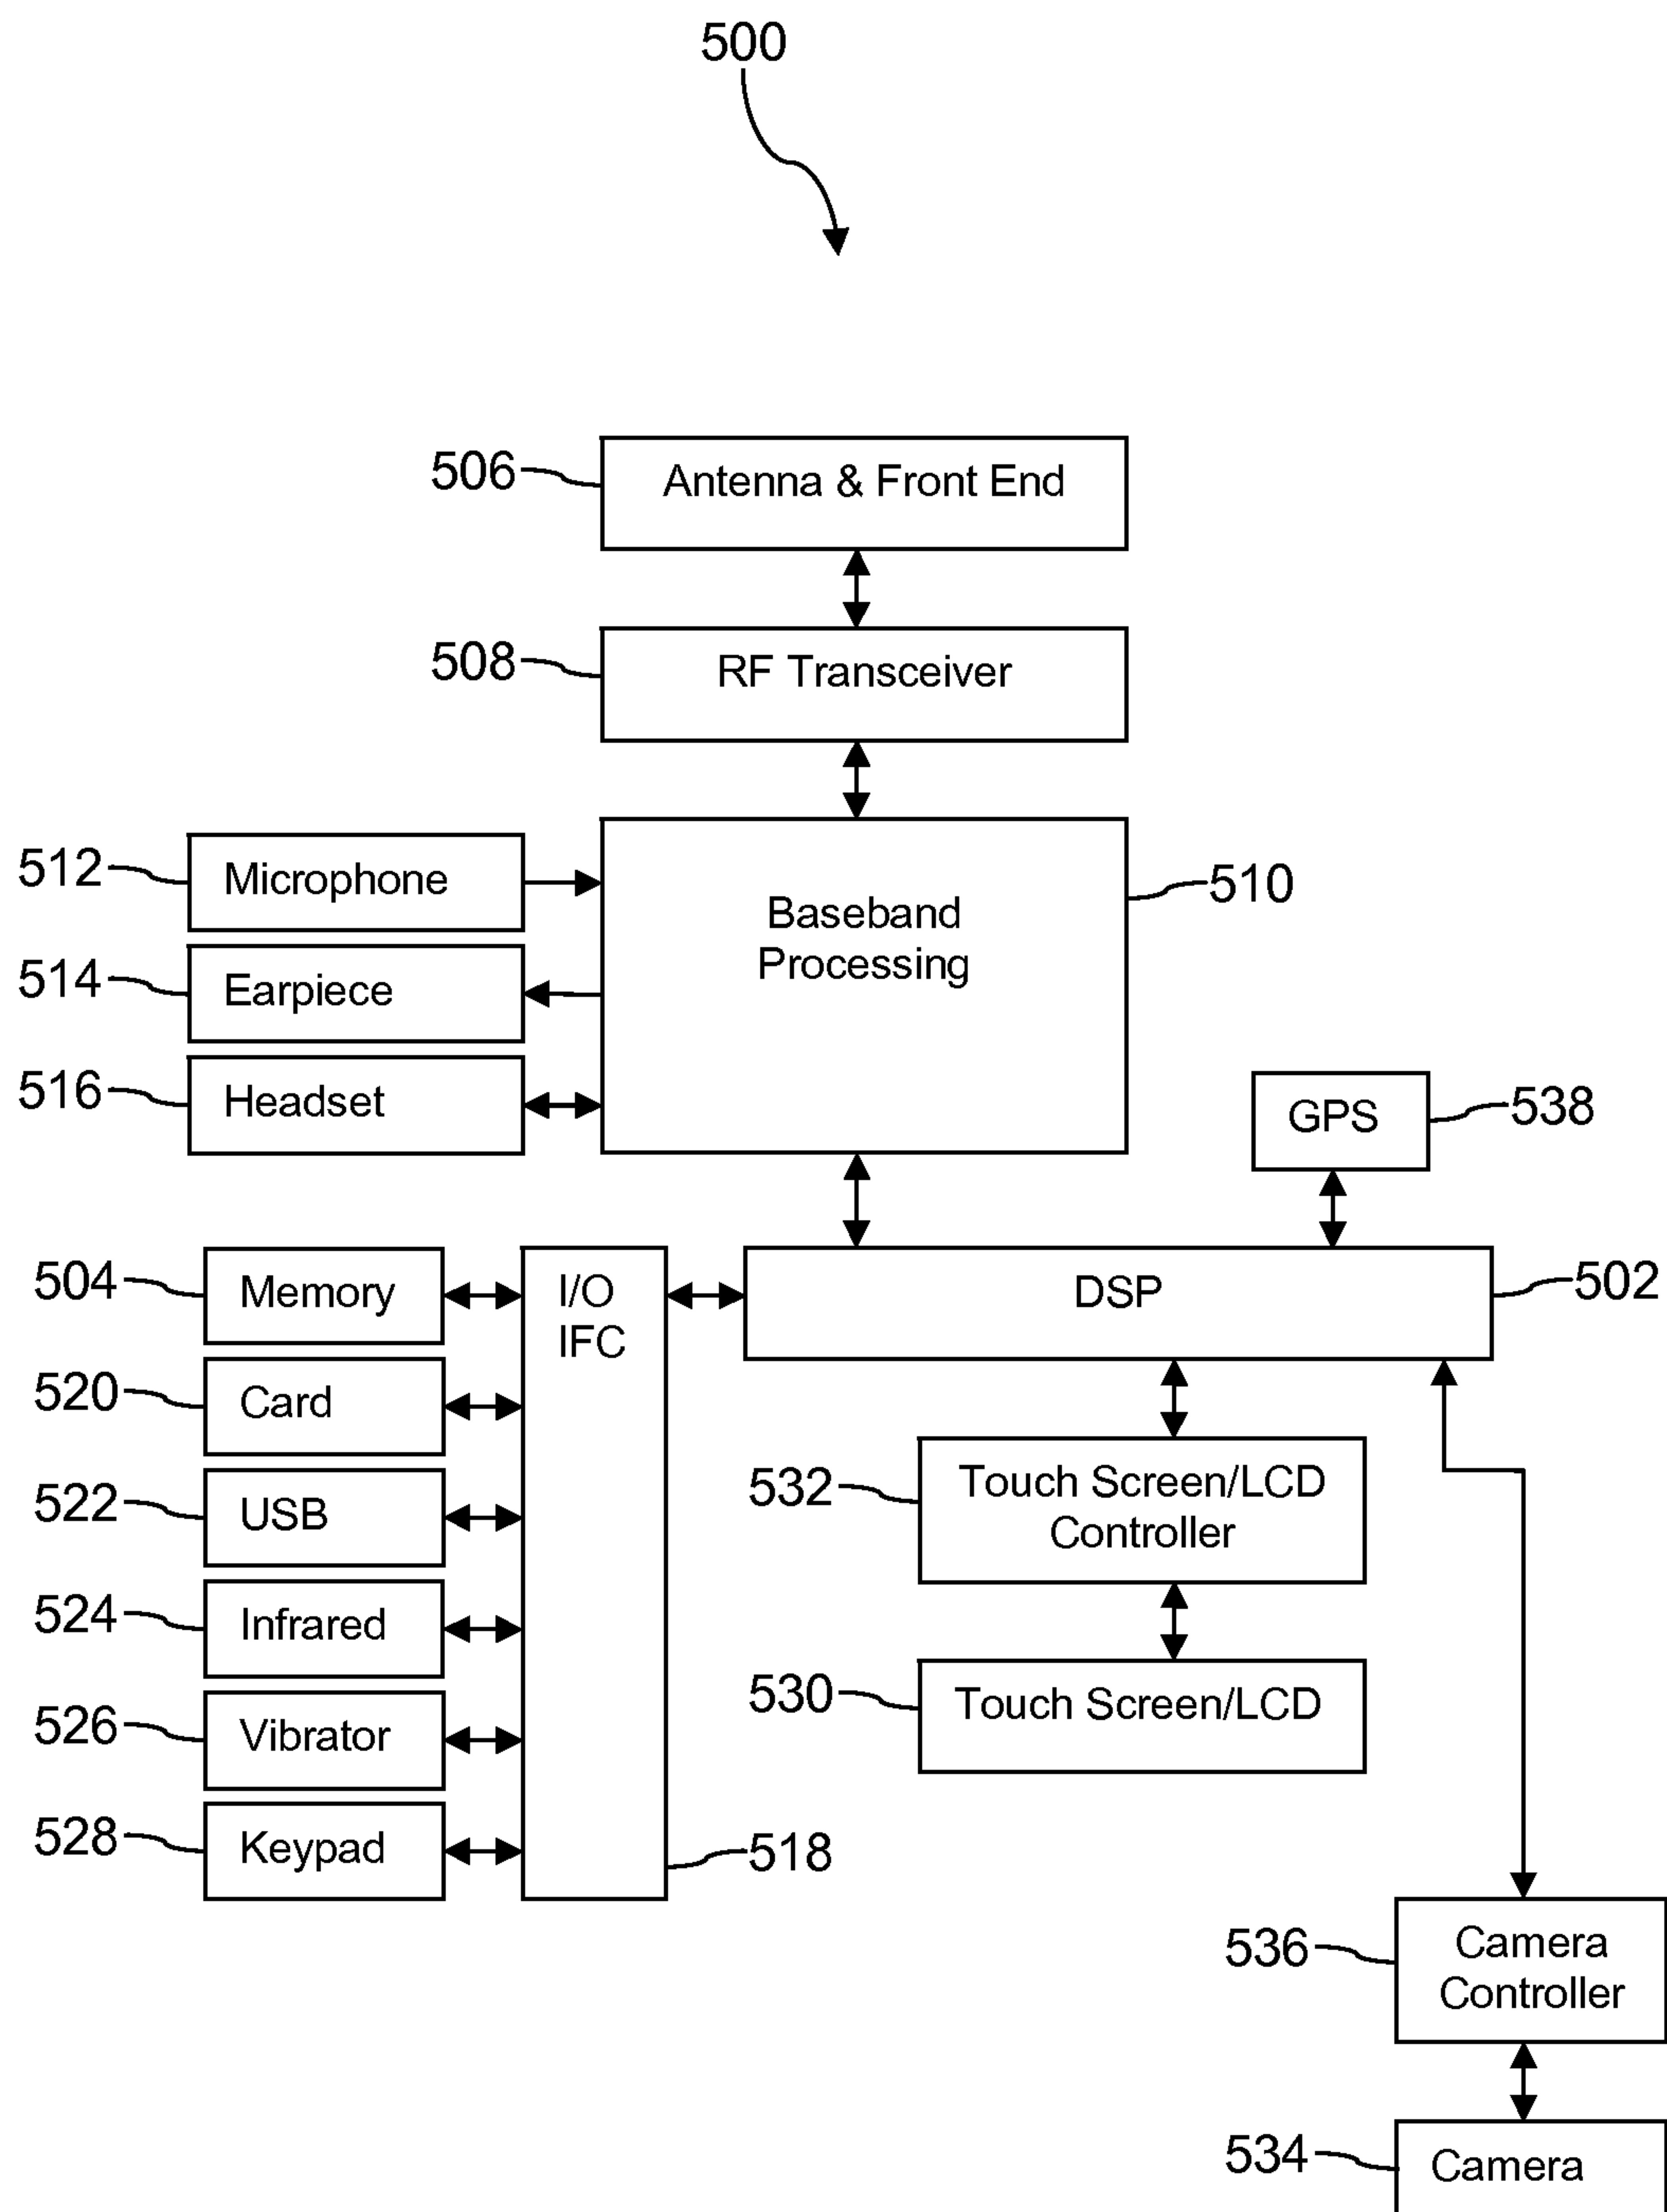 500
506
Antenna & Front End
508
RF Transceiver
512
Microphone
Baseband
Processing
510
514
Earpiece
516
Headset
GPS
538
504
Memory
I/O
IFC
DSP
502
520
Card
522
USB
532
Touch Screen/LCD
Controller
524
Infrared
530
Touch Screen/LCD
526
Vibrator
528
Keypad
518
536
Camera
Controller
534
Camera